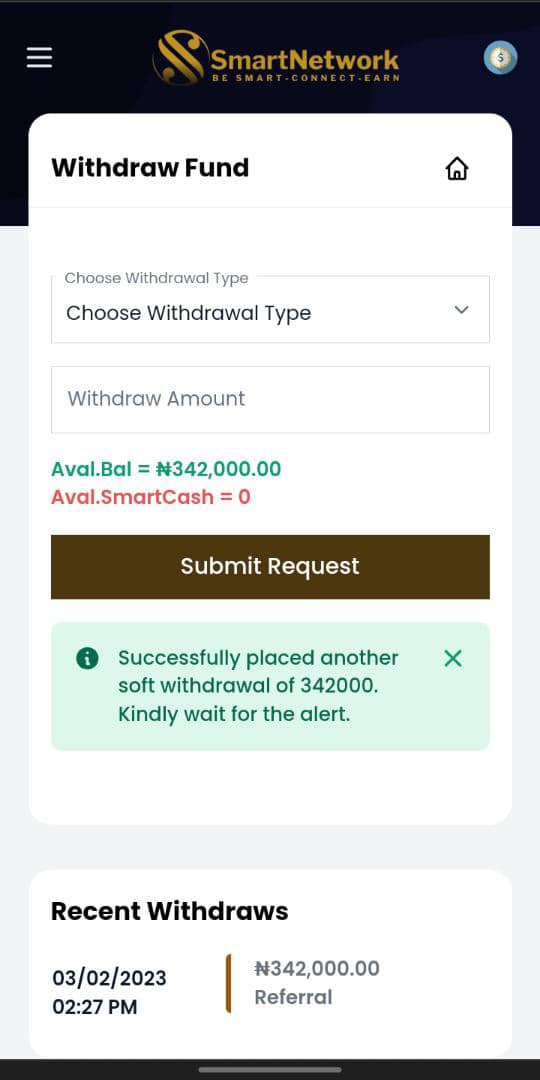 SmartNetwork
BE SMART-CONNECT-EARN
Withdraw Fund
Choose Withdrawal Type
Choose Withdrawal Type
Withdraw Amount
Aval.Bal = ₦342,000.00
Aval.SmartCash = 0
Submit Request
Successfully placed another
soft withdrawal of 342000.
Kindly wait for the alert.
Recent Withdraws
03/02/2023
02:27 PM
₦342,000.00
Referral